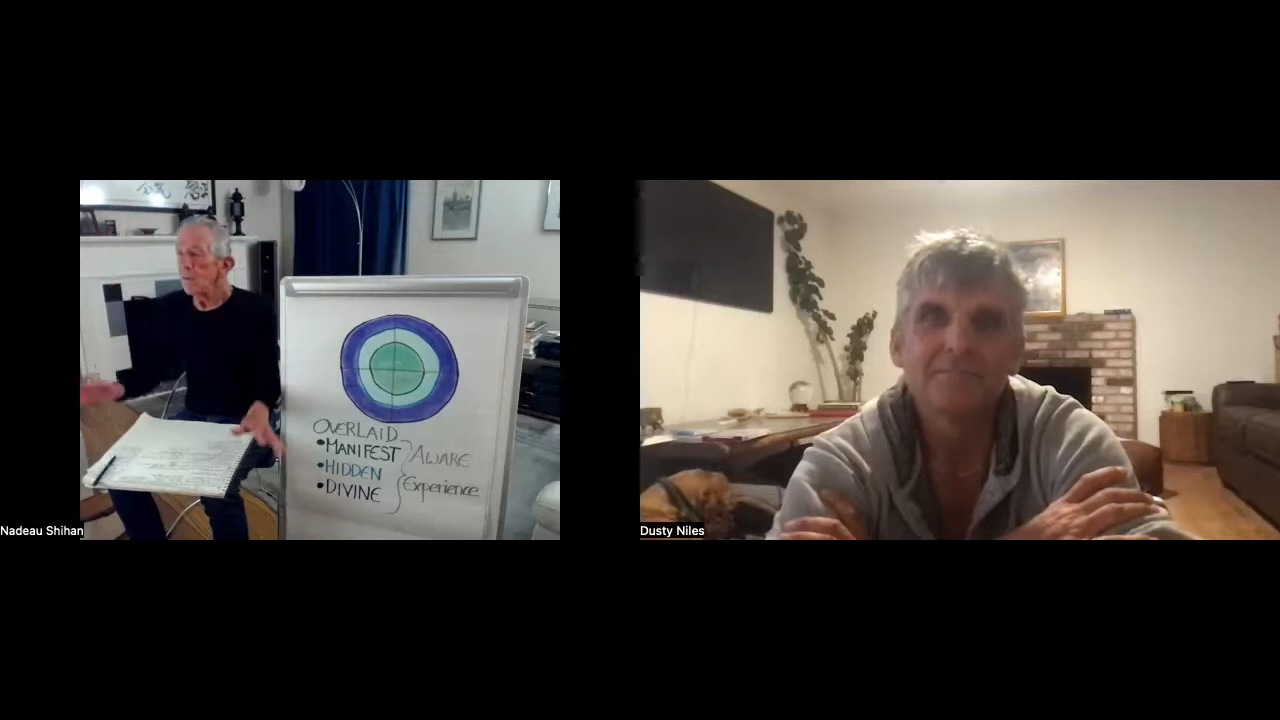 OVERLAID
•MANIFEST
•HIDDEN
•DIVINE
AWARE
Experience
Nadeau Shihan
Dusty Niles